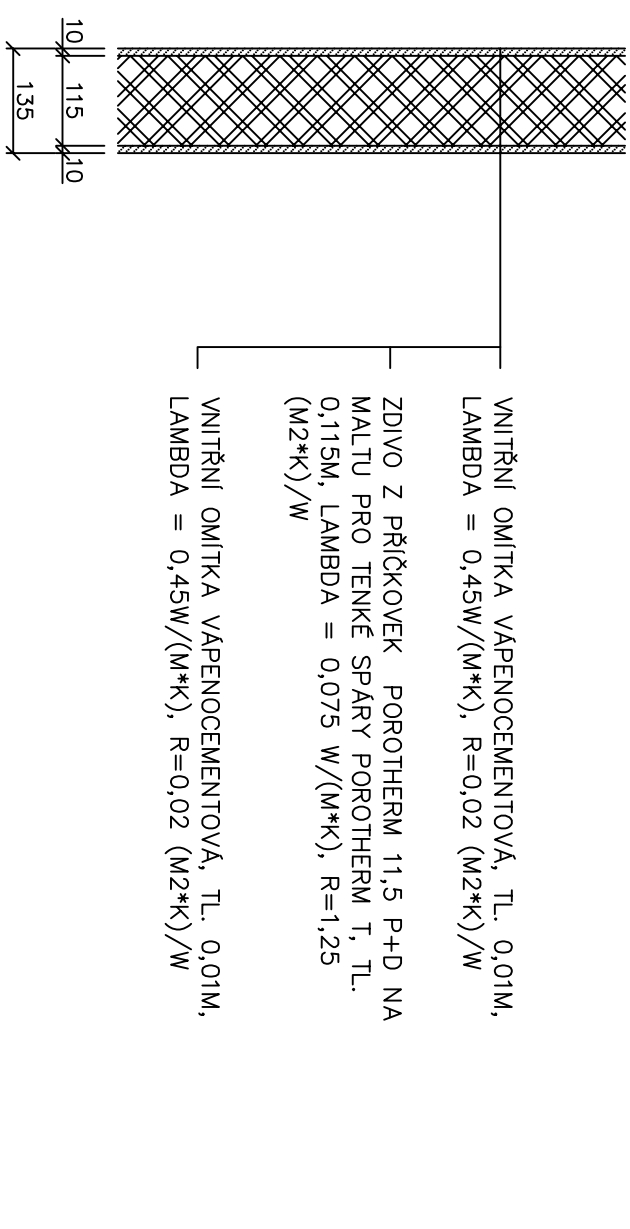 VNITŘNÍ OMÍTKA VÁPENOCEMENTOVÁ, TL. 0,01M,
LAMBDA = 0,45W/(M*K), R=0,02 (M2*K)/W
ZDIVO Z PŘÍČKOVEK POROTHERM 11,5 P+D NA
MALTU PRO TENKÉ SPÁRY POROTHERM T, TL.
0,115M, LAMBDA = 0,075 W/(M*K), R=1,25
(M2*K)/W
VNITŘNÍ OMÍTKA VÁPENOCEMENTOVÁ, TL. 0,01M,
LAMBDA = 0,45W/(M*K), R=0,02 (M2*K)/W
10 115 10
135